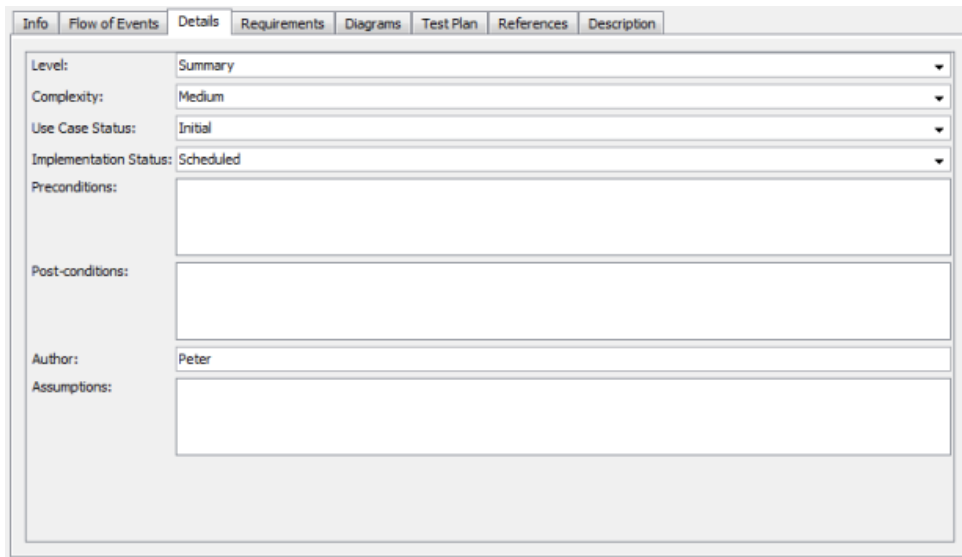 Info Flow of Events Details Requirements Diagrams Test Plan References Description
Level: Summary
Complexity: Medium
Use Case Status: Initial
Implementation Status: Scheduled
Preconditions:
Post-conditions:
Author: Peter
Assumptions: